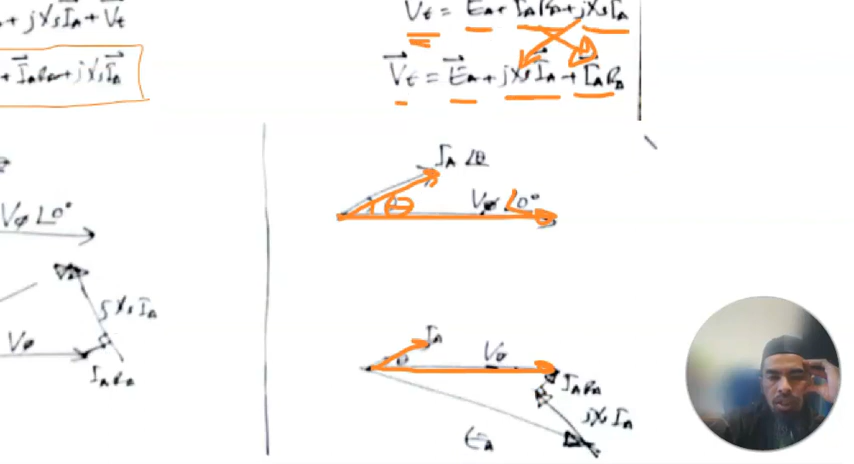 + jXsIA + Vt
+ IARA + jXsIA
Vt = EA + IARA + jXsIA
Vt = EA + jXsIA + IARA
Vφ∠0°
jXsIA
Vφ
IARA
IA∠θ
θ
Vφ∠0°
IA
θ
Vφ
IARA
jXsIA
EA